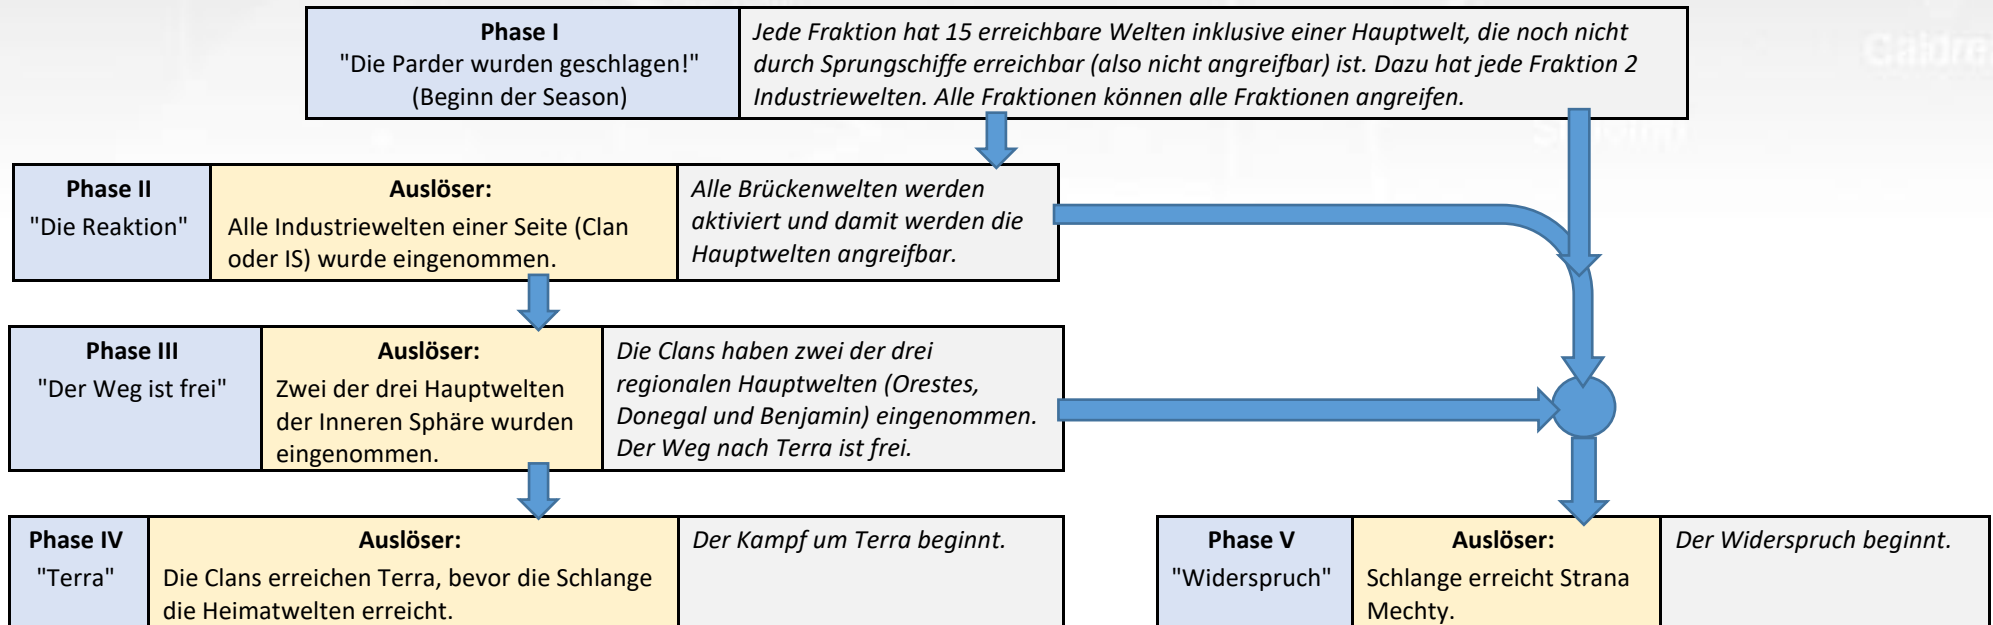 Phase I
"Die Parder wurden geschlagen!"
(Beginn der Season)
Jede Fraktion hat 15 erreichbare Welten inklusive einer Hauptwelt, die noch nicht
durch Sprungschiffe erreichbar (also nicht angreifbar) ist. Dazu hat jede Fraktion 2
Industriewelten. Alle Fraktionen können alle Fraktionen angreifen.
Phase II
"Die Reaktion"
Auslöser:
Alle Industriewelten einer Seite (Clan
oder IS) wurde eingenommen.
Alle Brückenwelten werden
aktiviert und damit werden die
Hauptwelten angreifbar.
Phase III
"Der Weg ist frei"
Auslöser:
Zwei der drei Hauptwelten
der Inneren Sphäre wurden
eingenommen.
Die Clans haben zwei der drei
regionalen Hauptwelten (Orestes,
Donegal und Benjamin) eingenommen.
Der Weg nach Terra ist frei.
Phase IV
"Terra"
Auslöser:
Die Clans erreichen Terra, bevor die Schlange
die Heimatwelten erreicht.
Der Kampf um Terra beginnt.
Phase V
"Widerspruch"
Auslöser:
Schlange erreicht Strana
Mechty.
Der Widerspruch beginnt.